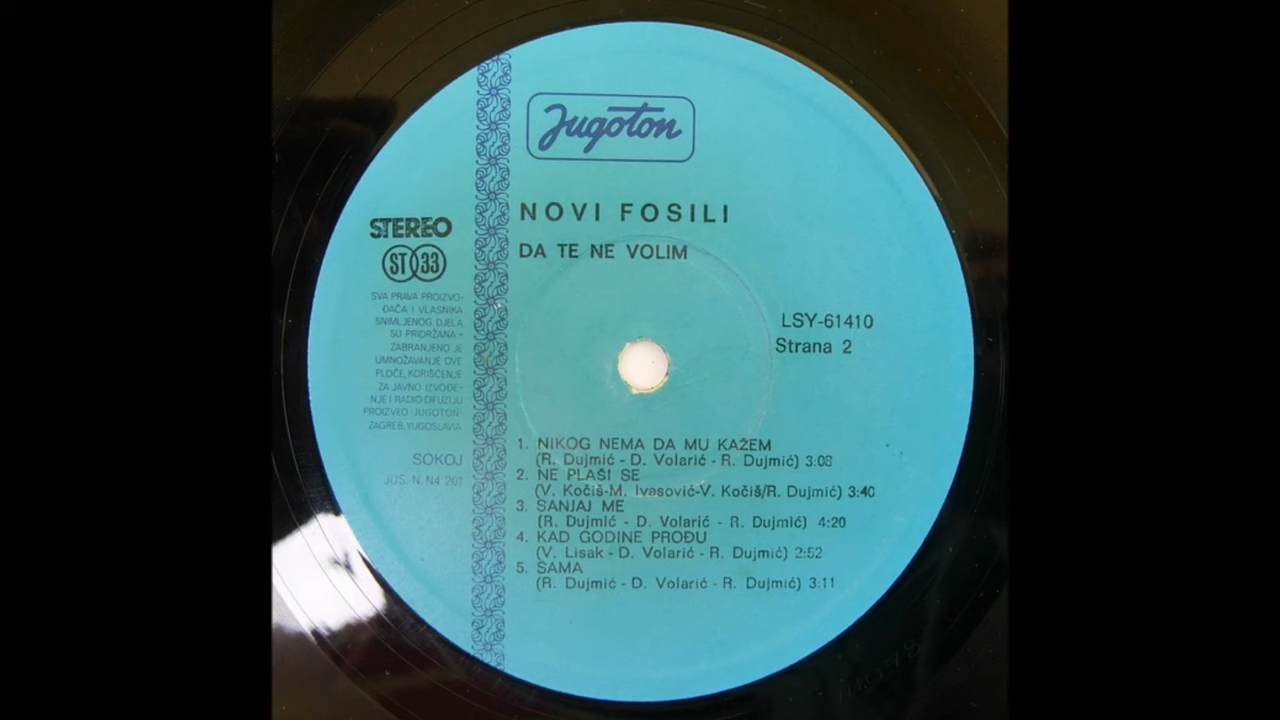 Jugoton
NOVI FOSILI
DA TE NE VOLIM
STEREO
ST 33
SVA PRAVA PROIZVO-
ĐAČA I VLASNIKA
SNIMLJENOG DJELA
SU PRIDRŽANA -
ZABRANJENO JE
UMNOŽAVANJE OVE
PLOČE, KORIŠĆENJE
ZA JAVNO IZVOĐE-
NJE I RADIO-DIFUZIJU
PROIZVEO-JUGOTON-
ZAGREB, YUGOSLAVIA
SOKOJ
JUS. N. N4 201
LSY-61410
Strana 2
1. NIKOG NEMA DA MU KAŽEM
(R. Dujmić - D. Volarić - R. Dujmić) 3:08
2. NE PLAŠI SE
(V. Kočiš-M. Ivasović-V. Kočiš/R. Dujmić) 3:40
3. SANJAJ ME
(R. Dujmić - D. Volarić - R. Dujmić) 4:20
4. KAD GODINE PROĐU
(V. Lisak - D. Volarić - R. Dujmić) 2:52
5. SAMA
(R. Dujmić - D. Volarić - R. Dujmić) 3:11